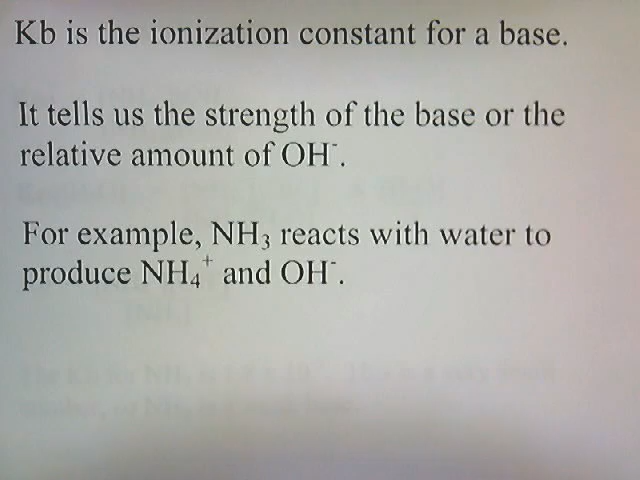 Kb is the ionization constant for a base.
It tells us the strength of the base or the
relative amount of OH⁻.
For example, NH₃ reacts with water to
produce NH₄⁺ and OH⁻.